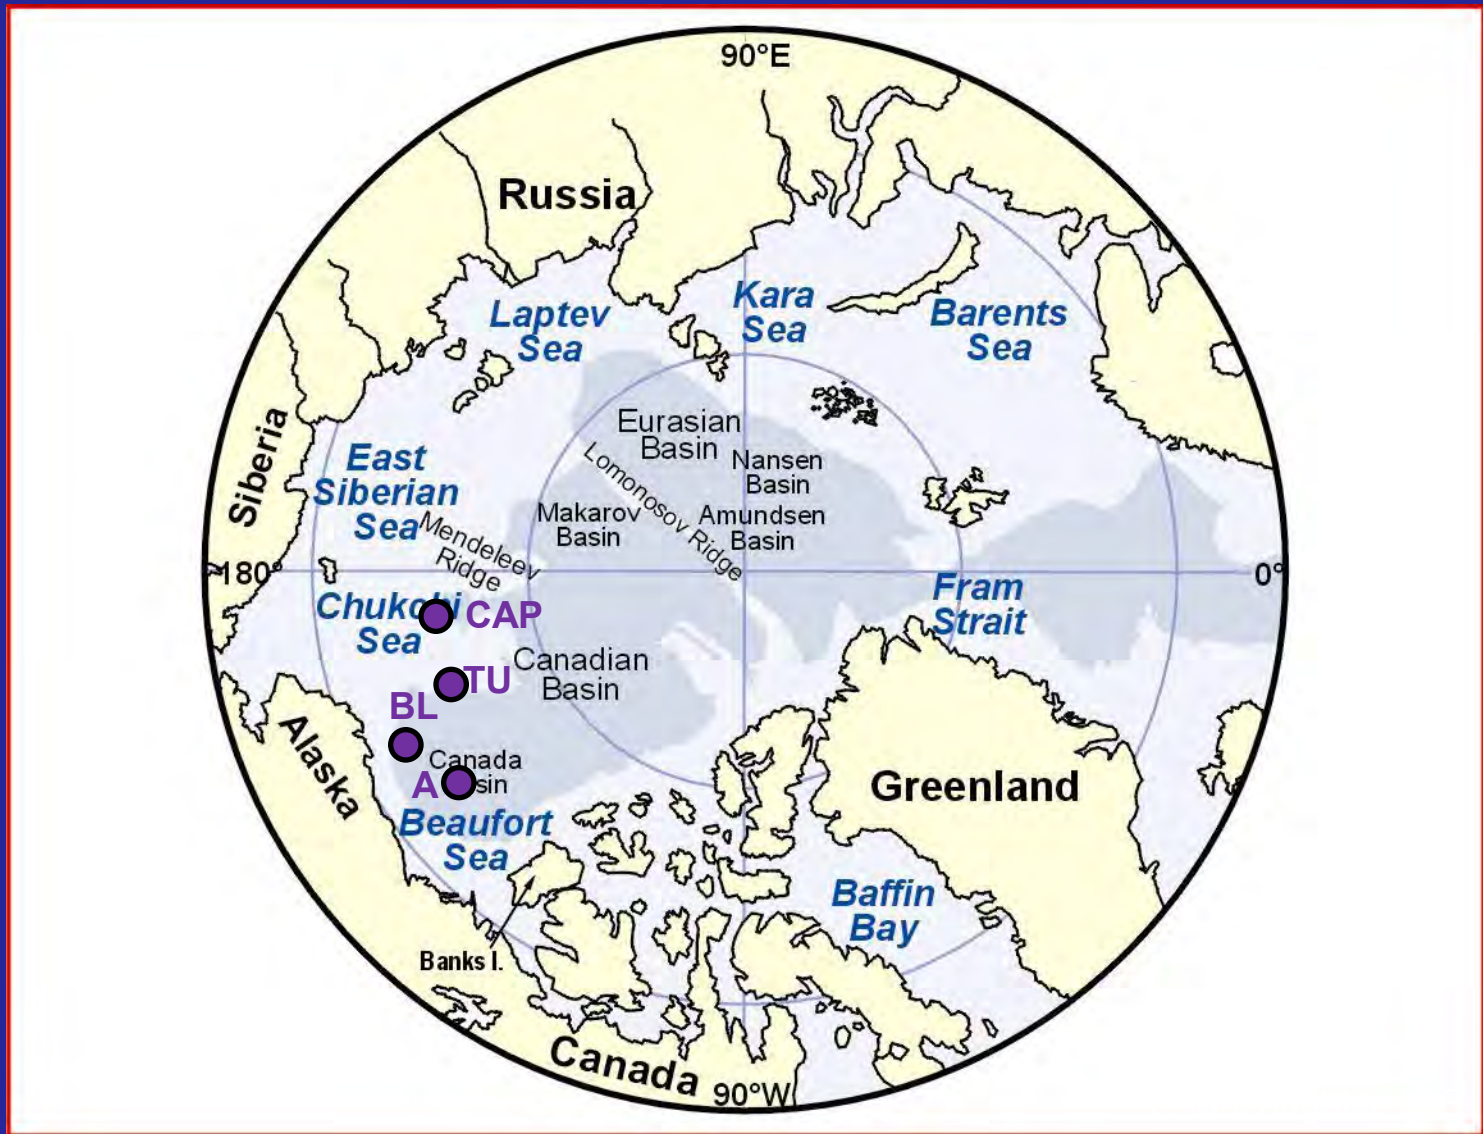 90°E
Russia
Laptev
Sea
Kara
Sea
Barents
Sea
Siberia
Eurasian
Basin
Nansen
Basin
Lomonosov Ridge
East
Siberian
Sea
Makarov
Basin
Amundsen
Basin
Mendeleev
Ridge
180°
0°
Chukchi
Sea
CAP
Fram
Strait
TU
Canadian
Basin
BL
Alaska
Canada
sin
A
Greenland
Beaufort
Sea
Baffin
Bay
Banks I.
Canada
90°W